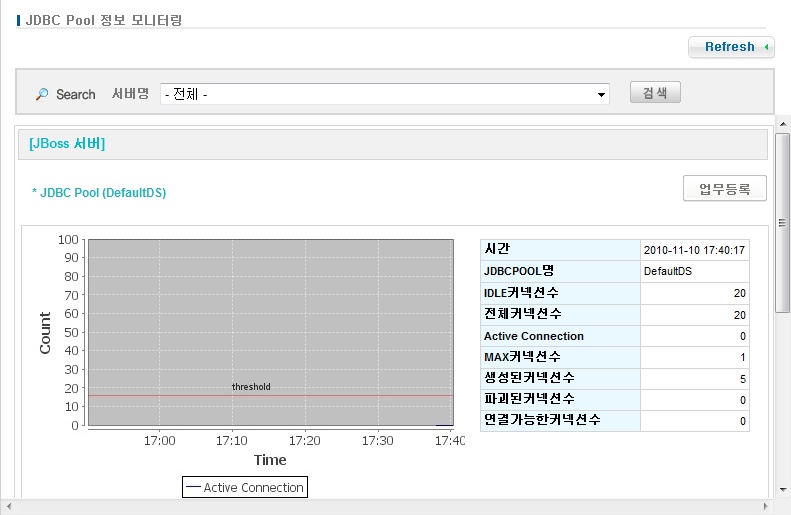 JDBC Pool 정보 모니터링
Refresh
Search 서버명 - 전체 - 검색
[JBoss 서버]
* JDBC Pool (DefaultDS)
업무등록
100
90
80
70
60
50
40
30
20
10
0
Count
threshold
17:00 17:10 17:20 17:30 17:40
Time
Active Connection
시간 2010-11-10 17:40:17
JDBCPOOL명 DefaultDS
IDLE커넥션수 20
전체커넥션수 20
Active Connection 0
MAX커넥션수 1
생성된커넥션수 5
파괴된커넥션수 0
연결가능한커넥션수 0